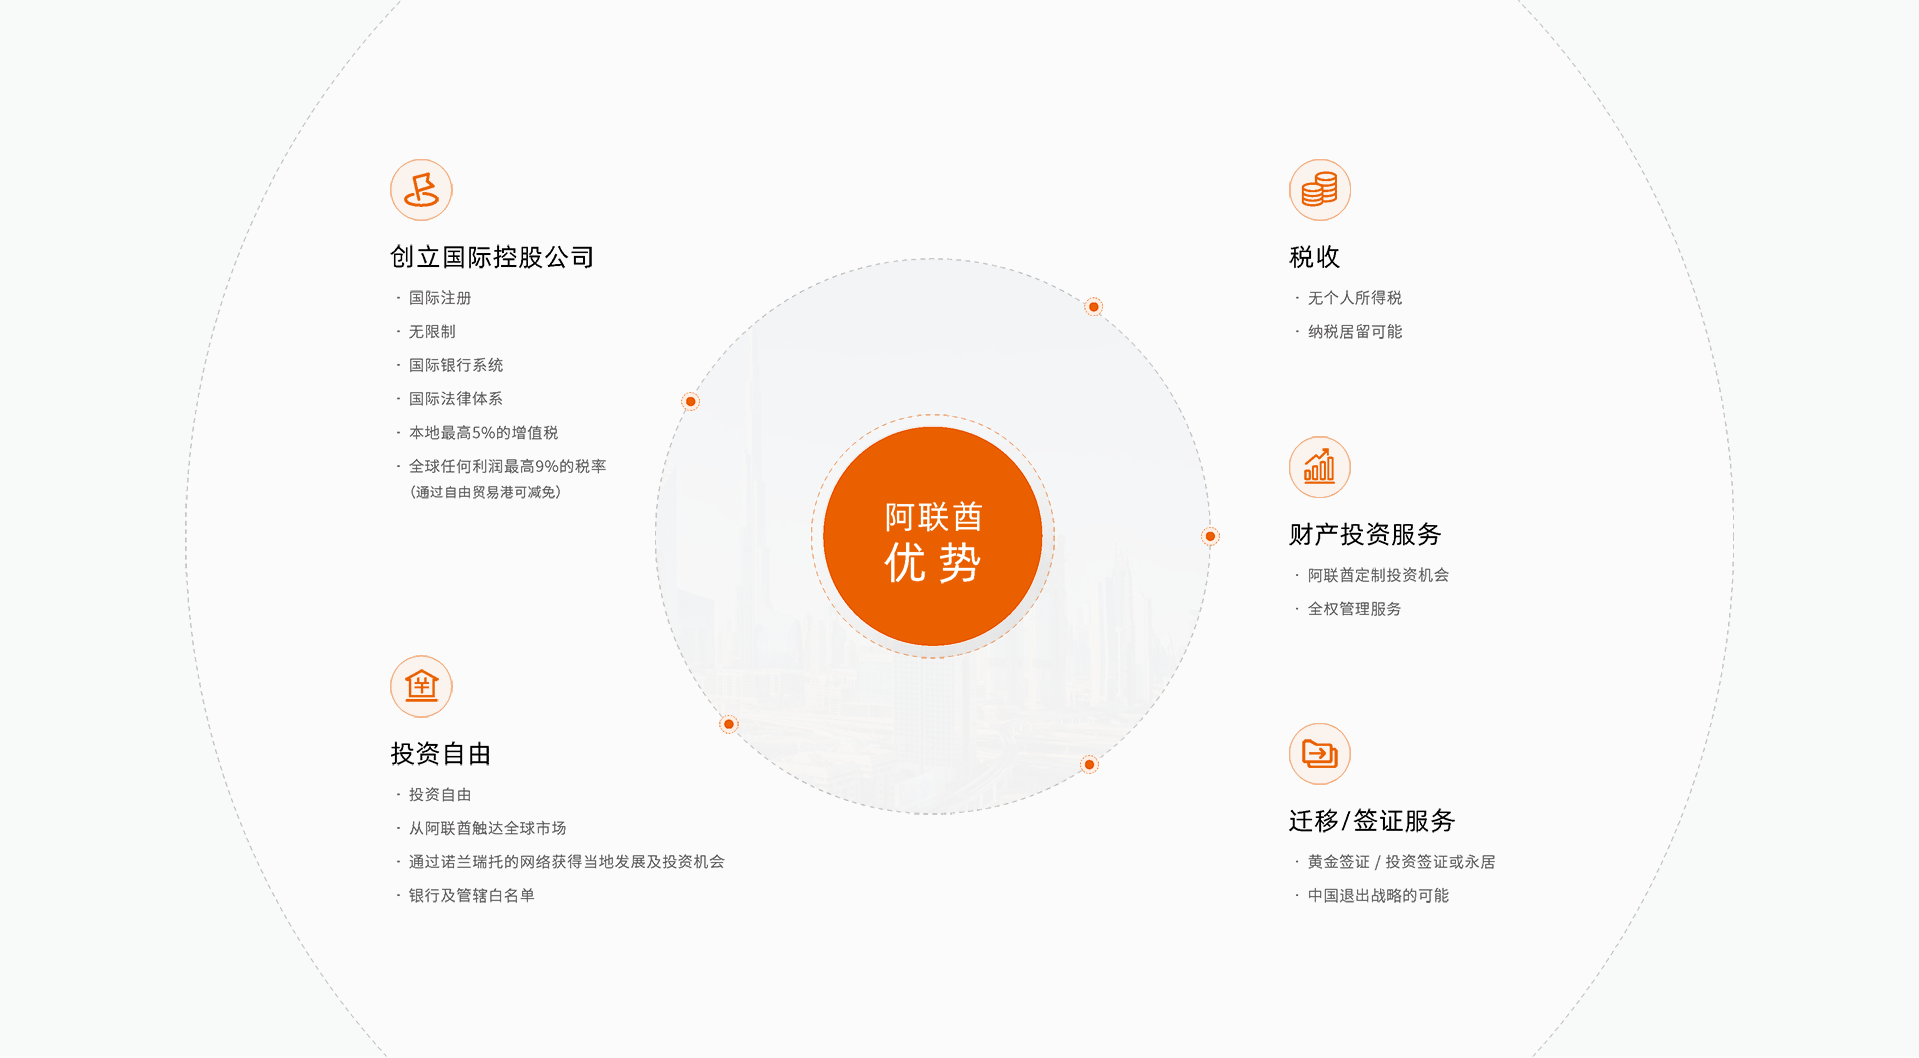 创立国际控股公司
· 国际注册
· 无限制
· 国际银行系统
· 国际法律体系
· 本地最高5%的增值税
· 全球任何利润最高9%的税率
（通过自由贸易港可减免）
投资自由
· 投资自由
· 从阿联酋触达全球市场
· 通过诺兰瑞托的网络获得当地发展及投资机会
· 银行及管辖白名单
阿联酋
优势
税收
· 无个人所得税
· 纳税居留可能
财产投资服务
· 阿联酋定制投资机会
· 全权管理服务
迁移/签证服务
· 黄金签证 / 投资签证或永居
· 中国退出战略的可能